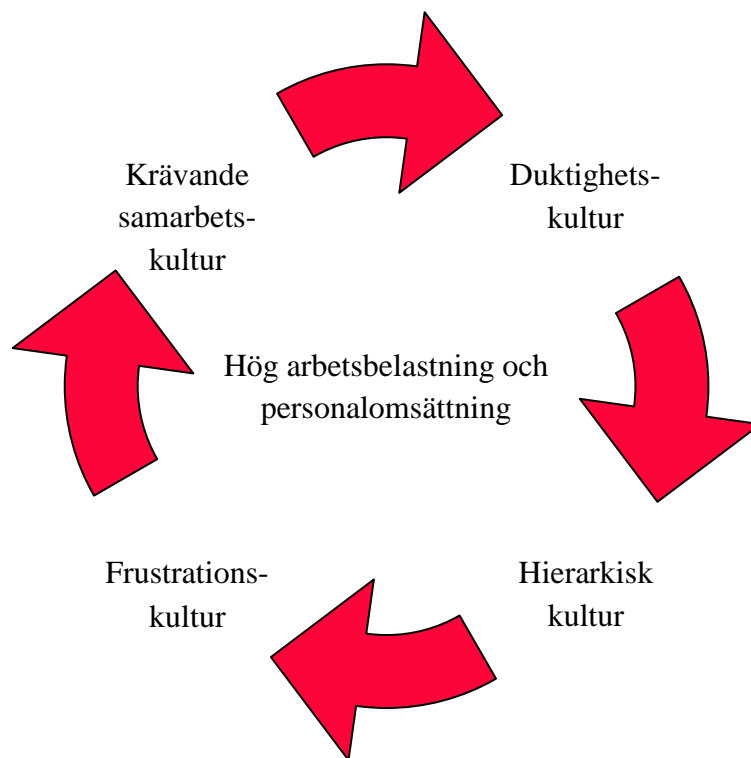 Krävande
samarbets-
kultur
Duktighets-
kultur
Hög arbetsbelastning och
personalomsättning
Frustrations-
kultur
Hierarkisk
kultur